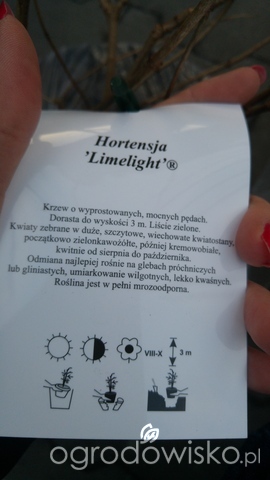 Hortensja
'Limelight'®
Krzew o wyprostowanych, mocnych pędach.
Dorasta do wyskości 3 m. Liście zielone.
Kwiaty zebrane w duże, szczytowe, wiechowate kwiatostany,
początkowo zielonkawożółte, później kremowobiałe,
kwitnie od sierpnia do października.
Odmiana najlepiej rośnie na glebach próchniczych
lub gliniastych, umiarkowanie wilgotnych, lekko kwaśnych.
Roślina jest w pełni mrozoodporna.
VIII-X
3 m
ogrodowisko.pl